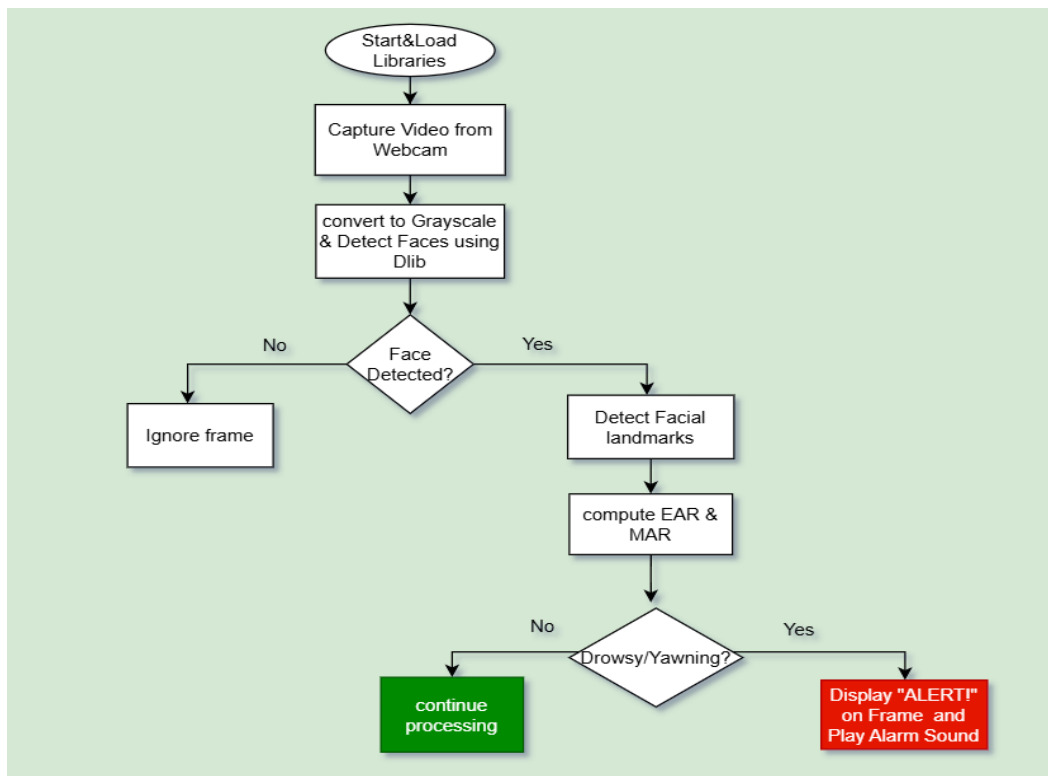 Start&Load
Libraries
Capture Video from
Webcam
convert to Grayscale
& Detect Faces using
Dlib
Face
Detected?
No
Yes
Ignore frame
Detect Facial
landmarks
compute EAR &
MAR
Drowsy/Yawning?
No
Yes
continue
processing
Display "ALERT!"
on Frame and
Play Alarm Sound